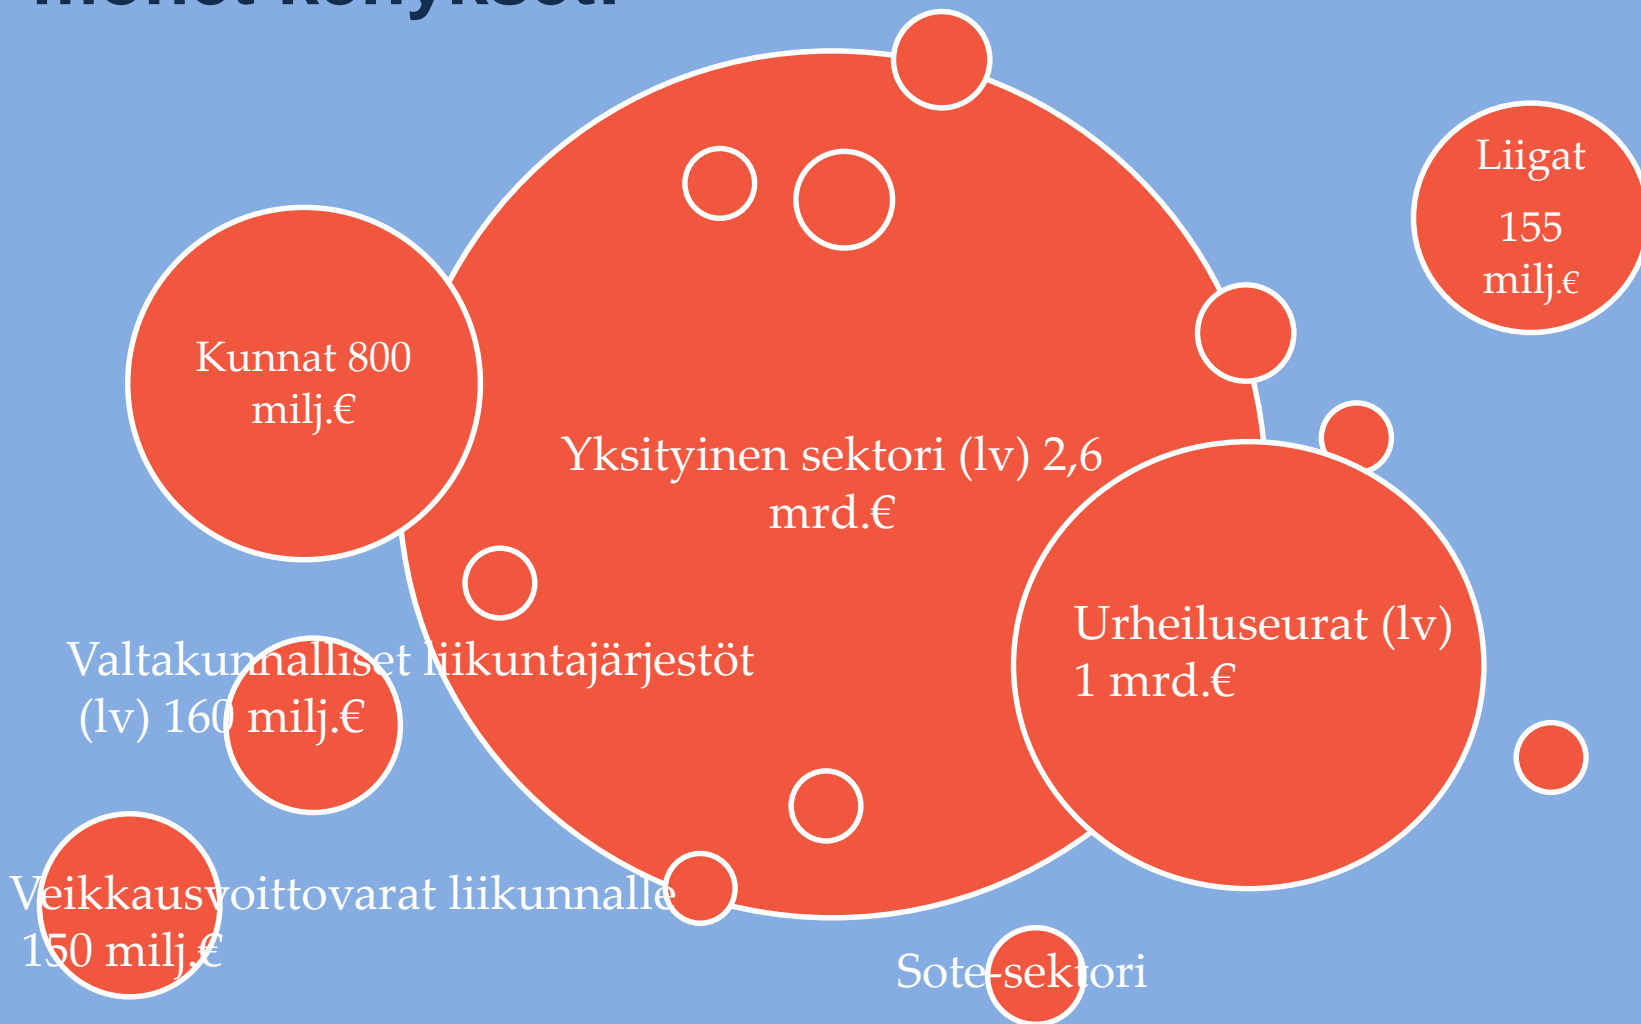 Liigat
155
milj.€
Kunnat 800
milj.€
Yksityinen sektori (lv) 2,6
mrd.€
Urheiluseurat (lv)
1 mrd.€
Valtakunnalliset liikuntajärjestöt
(lv) 160 milj.€
Veikkausvoittovarat liikunnalle
150 milj.€
Sote-sektori